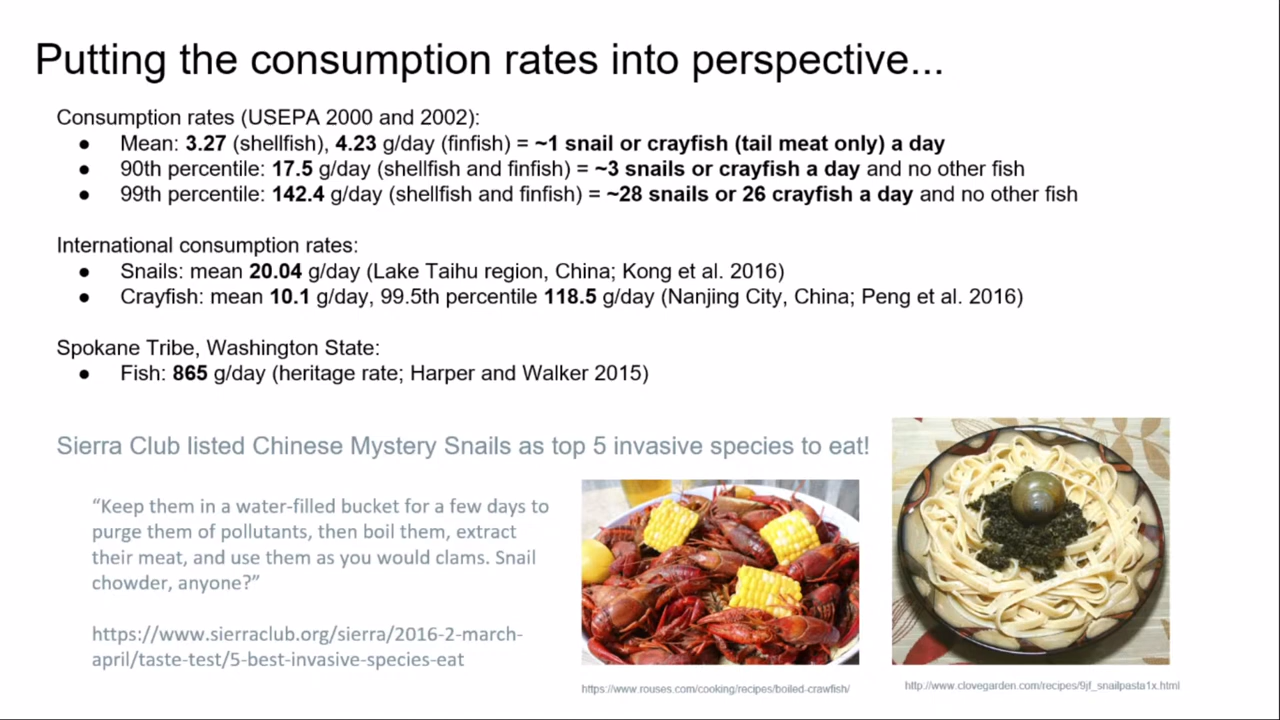 Putting the consumption rates into perspective...
Consumption rates (USEPA 2000 and 2002):
● Mean: 3.27 (shellfish), 4.23 g/day (finfish) = ~1 snail or crayfish (tail meat only) a day
● 90th percentile: 17.5 g/day (shellfish and finfish) = ~3 snails or crayfish a day and no other fish
● 99th percentile: 142.4 g/day (shellfish and finfish) = ~28 snails or 26 crayfish a day and no other fish
International consumption rates:
● Snails: mean 20.04 g/day (Lake Taihu region, China; Kong et al. 2016)
● Crayfish: mean 10.1 g/day, 99.5th percentile 118.5 g/day (Nanjing City, China; Peng et al. 2016)
Spokane Tribe, Washington State:
● Fish: 865 g/day (heritage rate; Harper and Walker 2015)
Sierra Club listed Chinese Mystery Snails as top 5 invasive species to eat!
“Keep them in a water-filled bucket for a few days to
purge them of pollutants, then boil them, extract
their meat, and use them as you would clams. Snail
chowder, anyone?”
https://www.sierraclub.org/sierra/2016-2-march-
april/taste-test/5-best-invasive-species-eat
https://www.rouses.com/cooking/recipes/boiled-crawfish/
http://www.clovegarden.com/recipes/9jf_snailpasta1x.html